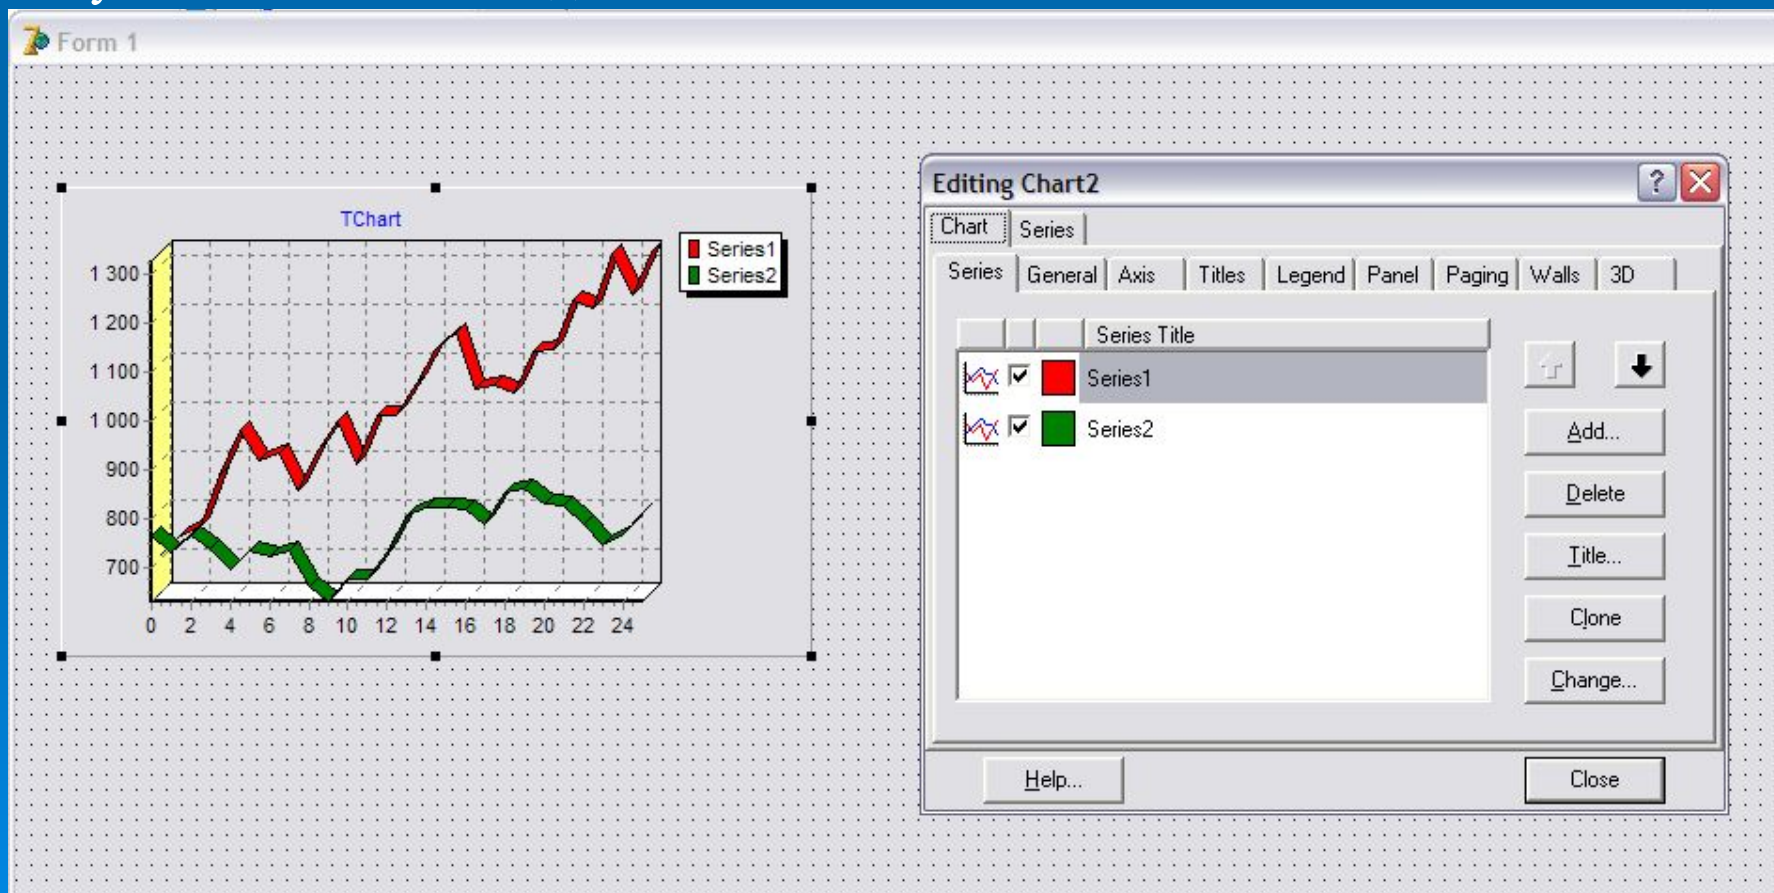 Form 1
TChart
Series1
Series2
1 300
1 200
1 100
1 000
900
800
700
0 2 4 6 8 10 12 14 16 18 20 22 24
Editing Chart2
?
Chart Series
Series General Axis Titles Legend Panel Paging Walls 3D
Series Title
Series1
Series2
Add...
Delete
Title...
Clone
Change...
Help... Close